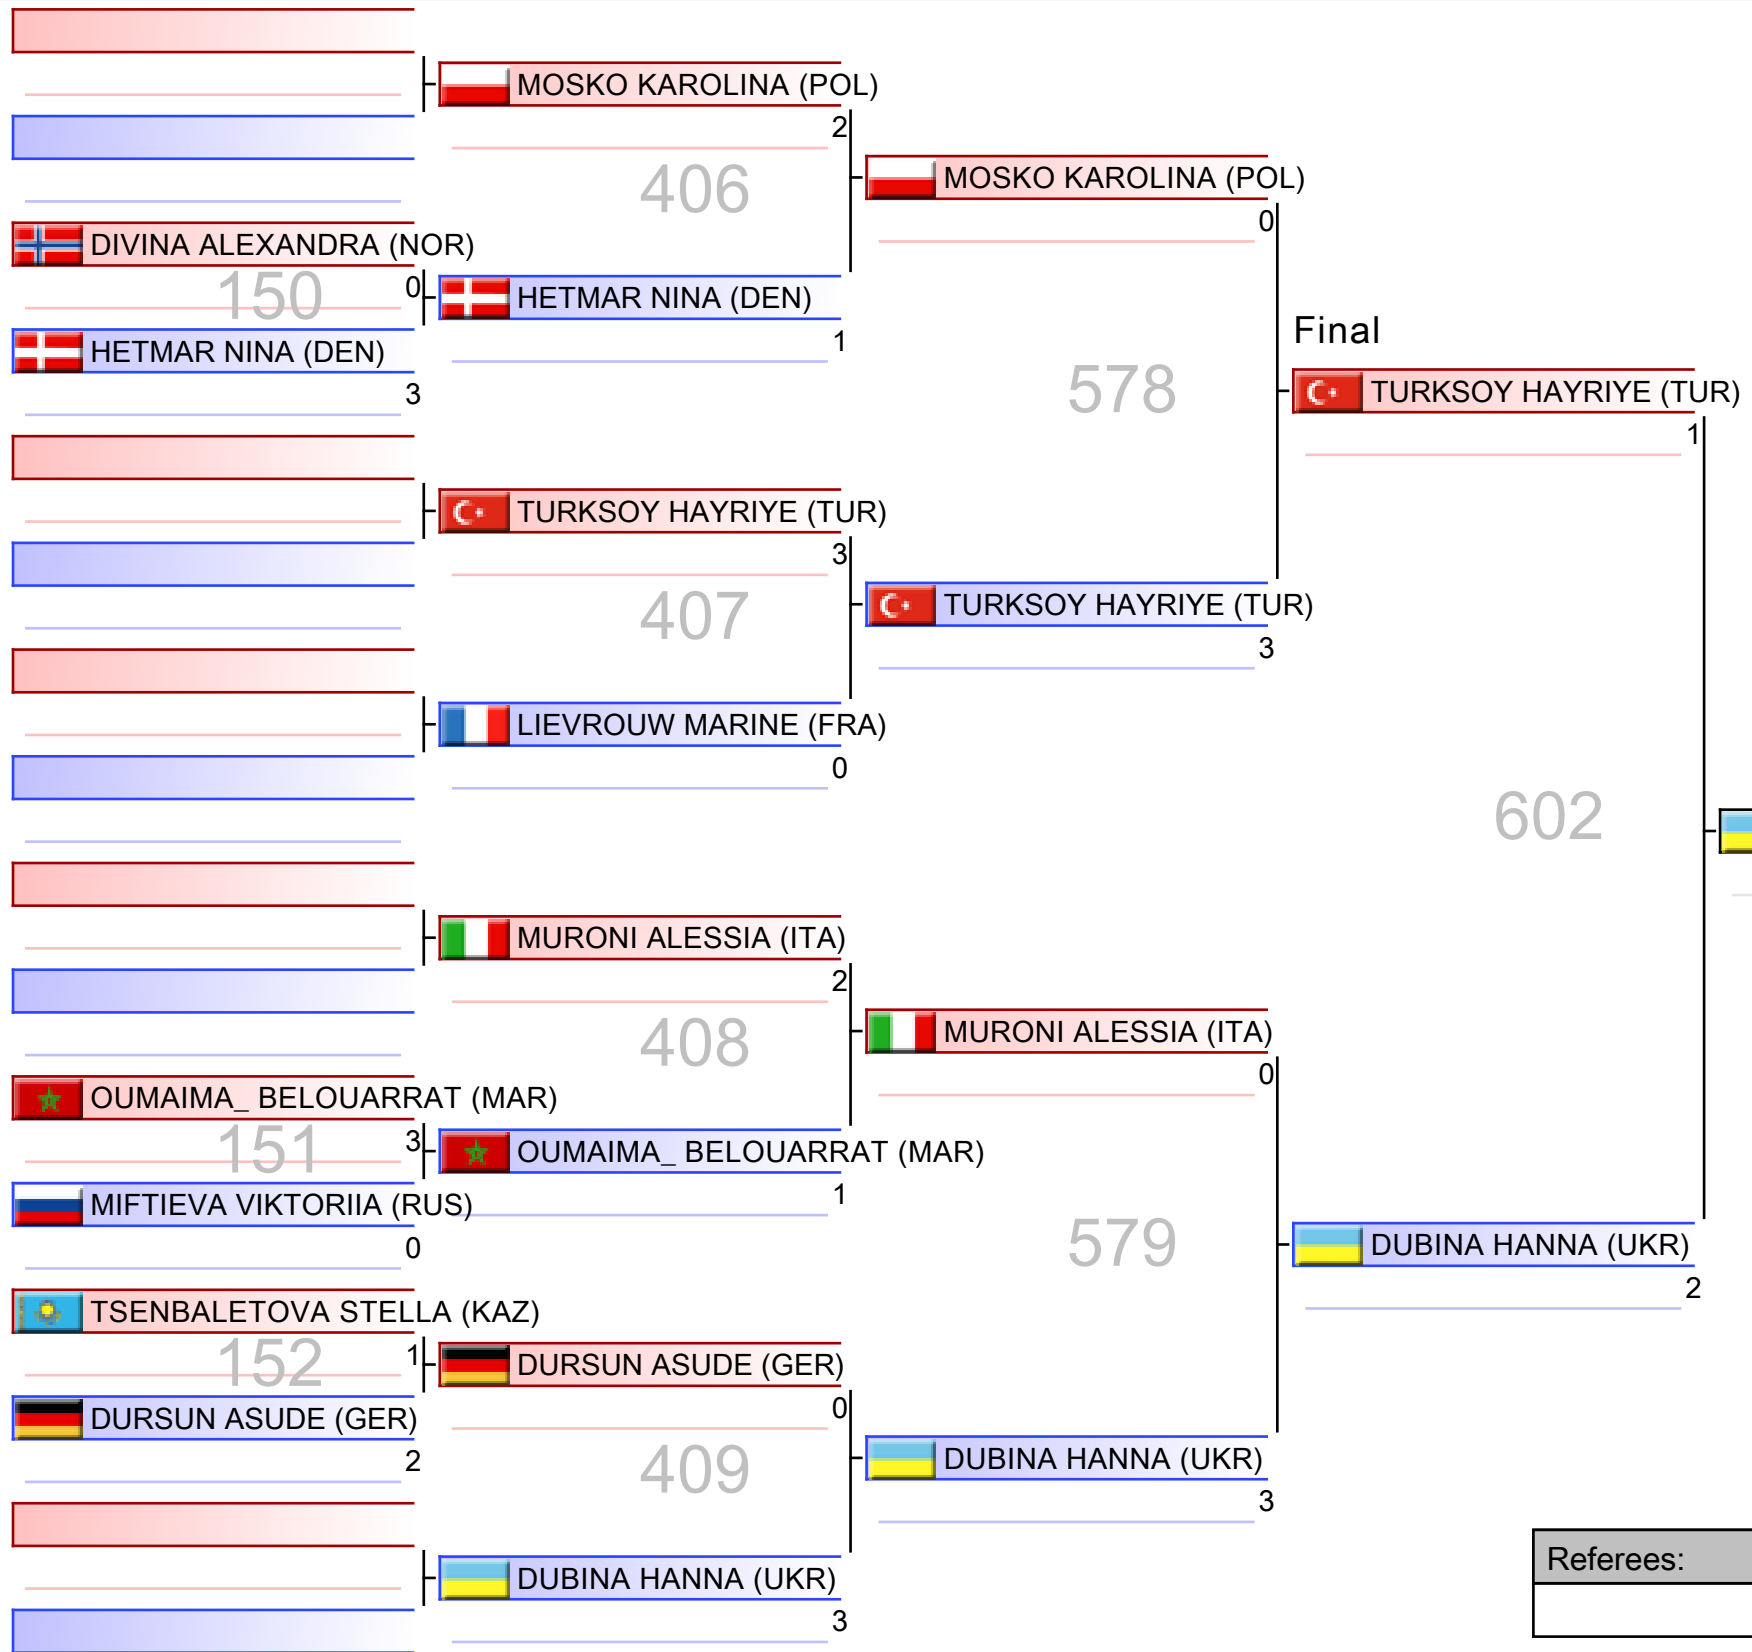 MOSKO KAROLINA (POL)
2
406
MOSKO KAROLINA (POL)
0
DIVINA ALEXANDRA (NOR)
150
0
HETMAR NINA (DEN)
1
HETMAR NINA (DEN)
3
578
Final
TURKSOY HAYRIYE (TUR)
1
TURKSOY HAYRIYE (TUR)
3
407
TURKSOY HAYRIYE (TUR)
3
LIEVROUW MARINE (FRA)
0
602
MURONI ALESSIA (ITA)
2
408
MURONI ALESSIA (ITA)
0
OUMAIMA_ BELOUARRAT (MAR)
151
3
OUMAIMA_ BELOUARRAT (MAR)
1
MIFTIEVA VIKTORIIA (RUS)
0
579
DUBINA HANNA (UKR)
2
TSENBALETOVA STELLA (KAZ)
152
1
DURSUN ASUDE (GER)
0
DURSUN ASUDE (GER)
2
409
DUBINA HANNA (UKR)
3
DUBINA HANNA (UKR)
3
Referees: